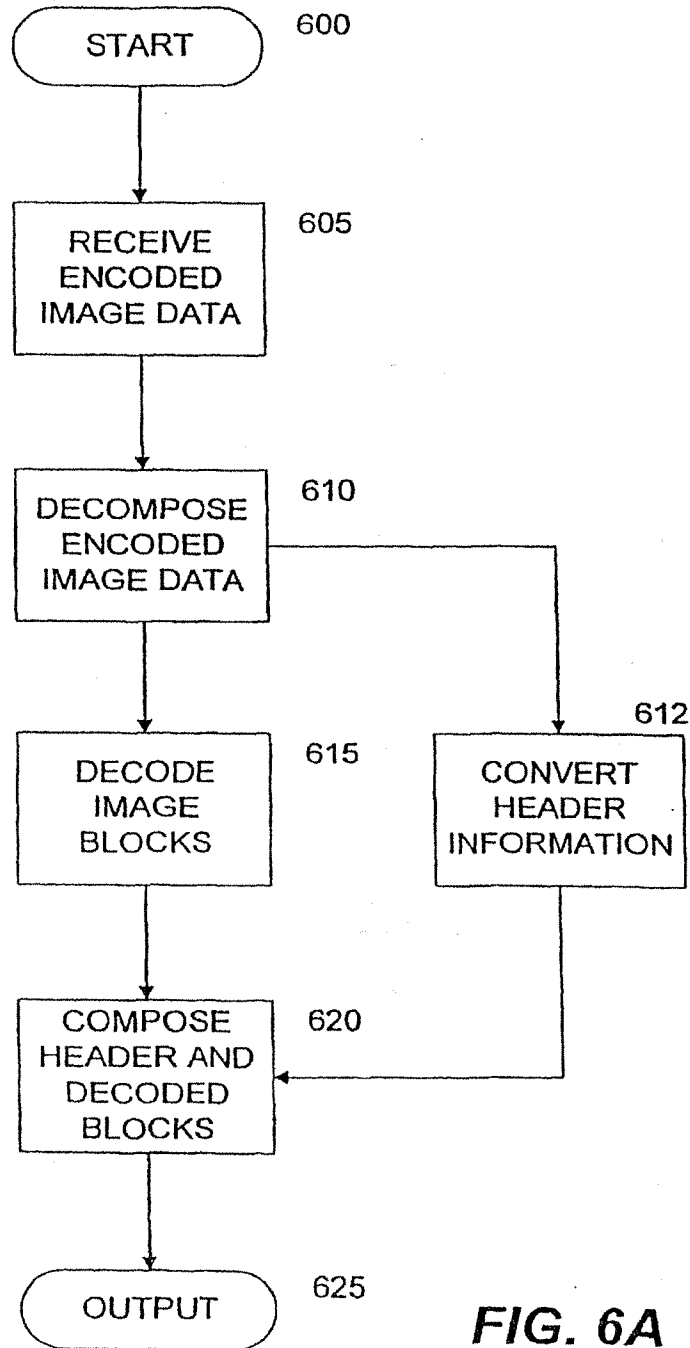 START
600
RECEIVE
ENCODED
IMAGE DATA
605
DECOMPOSE
ENCODED
IMAGE DATA
610
DECODE
IMAGE
BLOCKS
615
CONVERT
HEADER
INFORMATION
612
COMPOSE
HEADER AND
DECODED
BLOCKS
620
OUTPUT
625
FIG. 6A